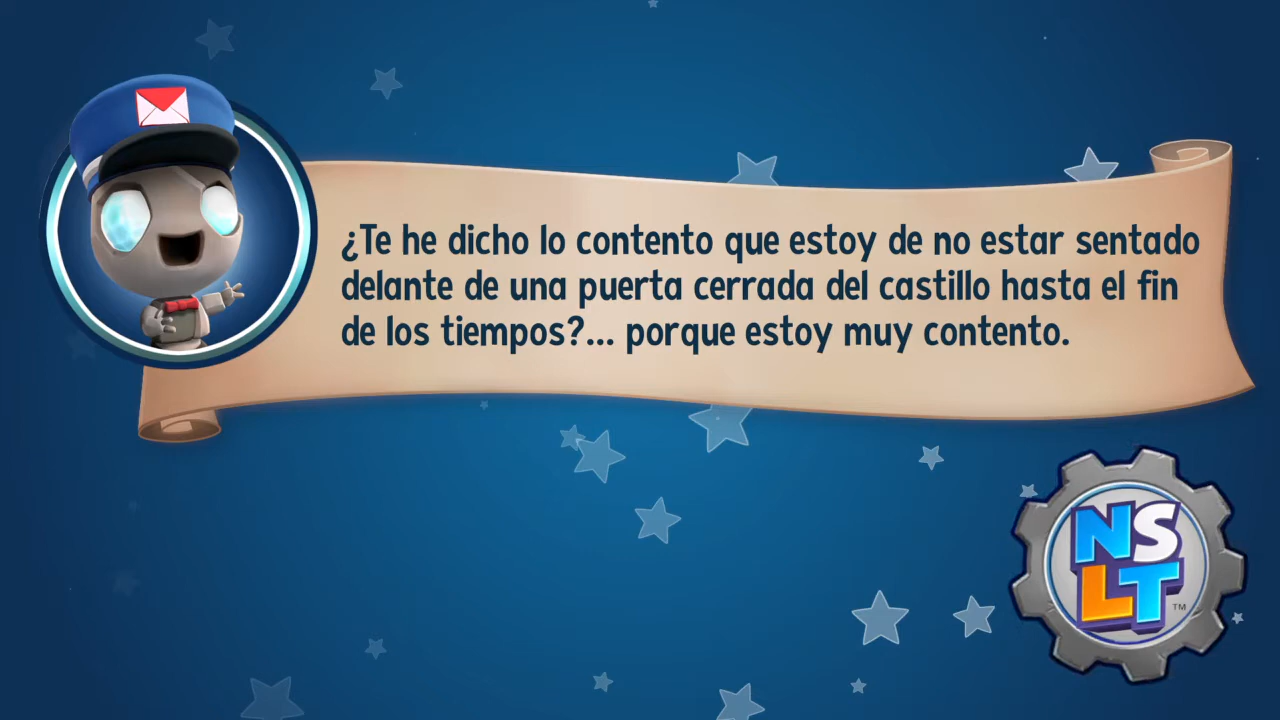 ¿Te he dicho lo contento que estoy de no estar sentado
delante de una puerta cerrada del castillo hasta el fin
de los tiempos?... porque estoy muy contento.
NS
LT
TM